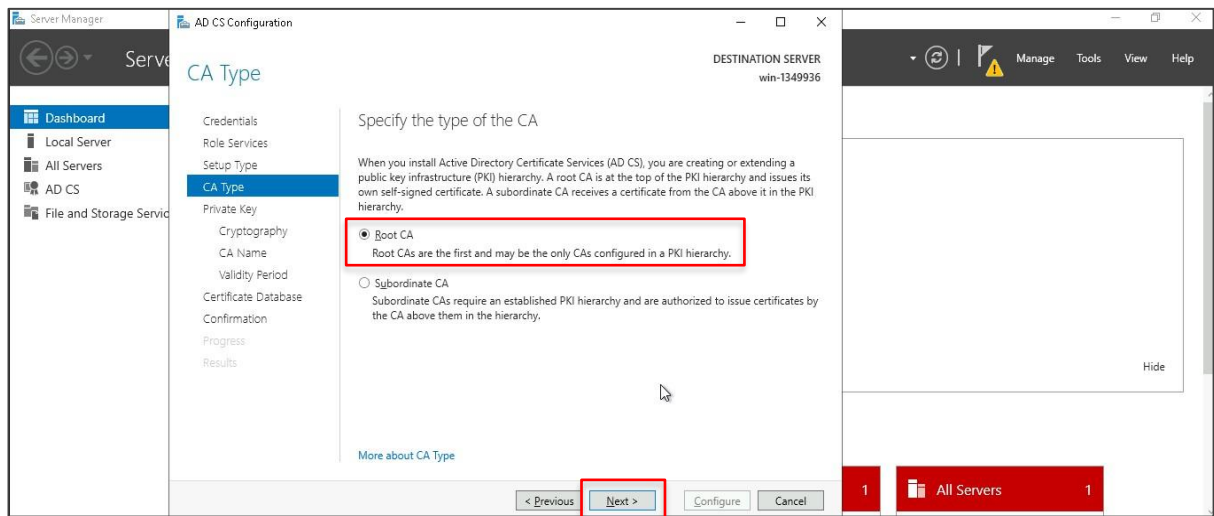 Server Manager
Serve
Manage
Tools
View
Help
Dashboard
Local Server
All Servers
AD CS
File and Storage Servic
AD CS Configuration
CA Type
DESTINATION SERVER
win-1349936
Credentials
Role Services
Setup Type
CA Type
Private Key
Cryptography
CA Name
Validity Period
Certificate Database
Confirmation
Progress
Results
Specify the type of the CA
When you install Active Directory Certificate Services (AD CS), you are creating or extending a
public key infrastructure (PKI) hierarchy. A root CA is at the top of the PKI hierarchy and issues its
own self-signed certificate. A subordinate CA receives a certificate from the CA above it in the PKI
hierarchy.
Root CA
Root CAs are the first and may be the only CAs configured in a PKI hierarchy.
Subordinate CA
Subordinate CAs require an established PKI hierarchy and are authorized to issue certificates by
the CA above them in the hierarchy.
More about CA Type
< Previous
Next >
Configure
Cancel
Hide
1
All Servers
1